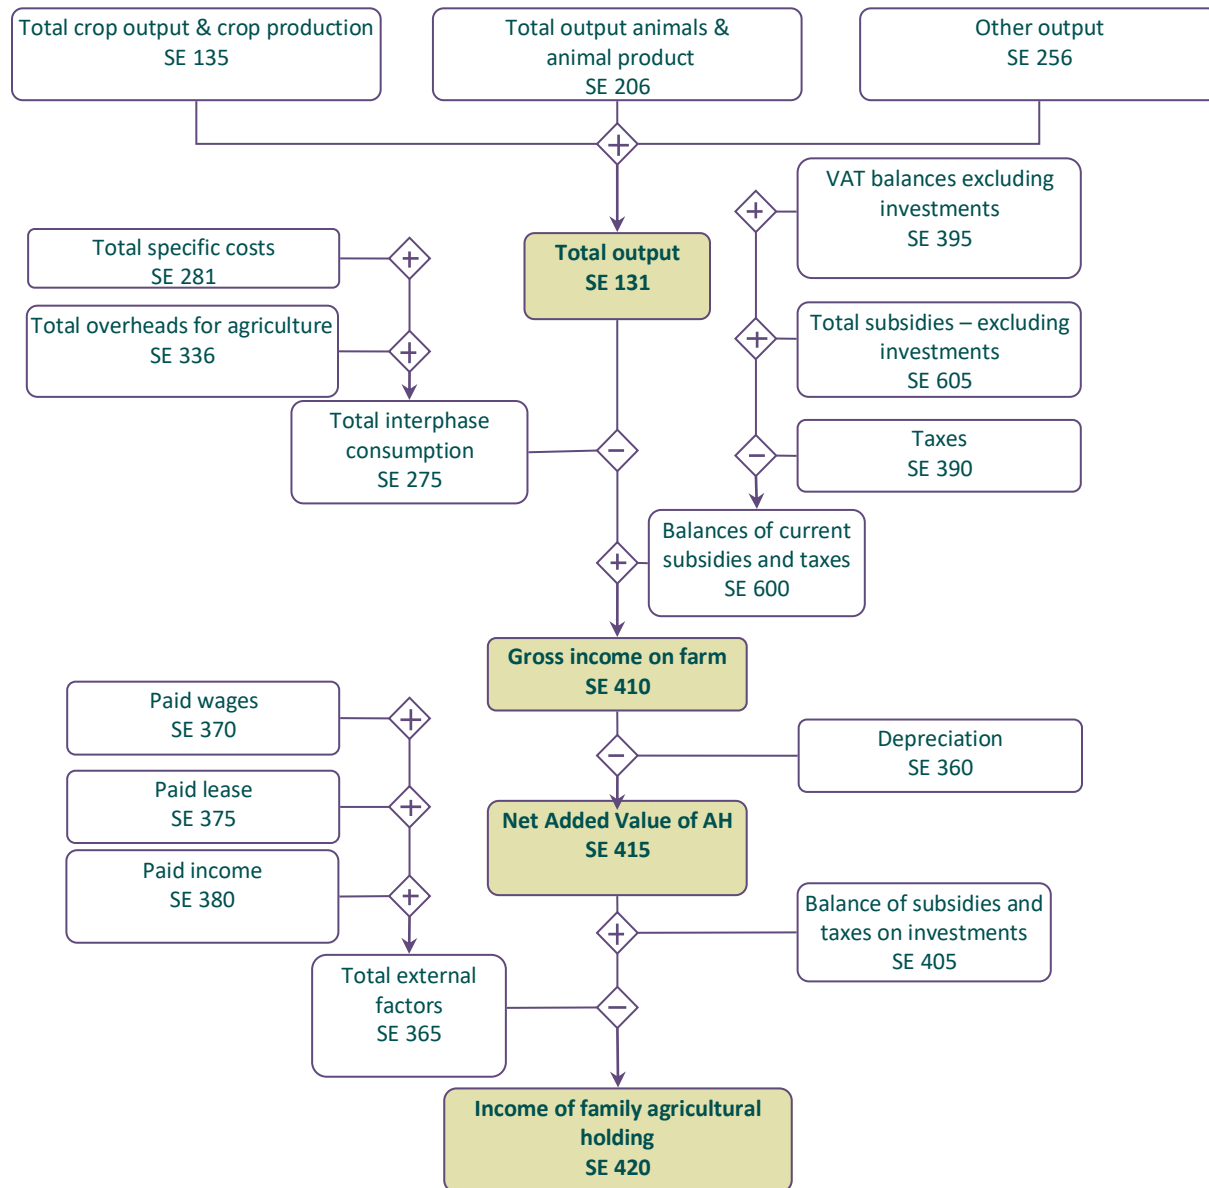 Total crop output & crop production
SE 135
Total output animals &
animal product
SE 206
Other output
SE 256
+
VAT balances excluding
investments
SE 395
+
Total specific costs
SE 281
+
Total output
SE 131
Total overheads for agriculture
SE 336
+
Total subsidies – excluding
investments
SE 605
+
Total interphase
consumption
SE 275
−
Taxes
SE 390
−
Balances of current
subsidies and taxes
SE 600
+
Gross income on farm
SE 410
Paid wages
SE 370
+
Depreciation
SE 360
−
Paid lease
SE 375
+
Net Added Value of AH
SE 415
Paid income
SE 380
+
Balance of subsidies and
taxes on investments
SE 405
+
Total external
factors
SE 365
−
Income of family agricultural
holding
SE 420